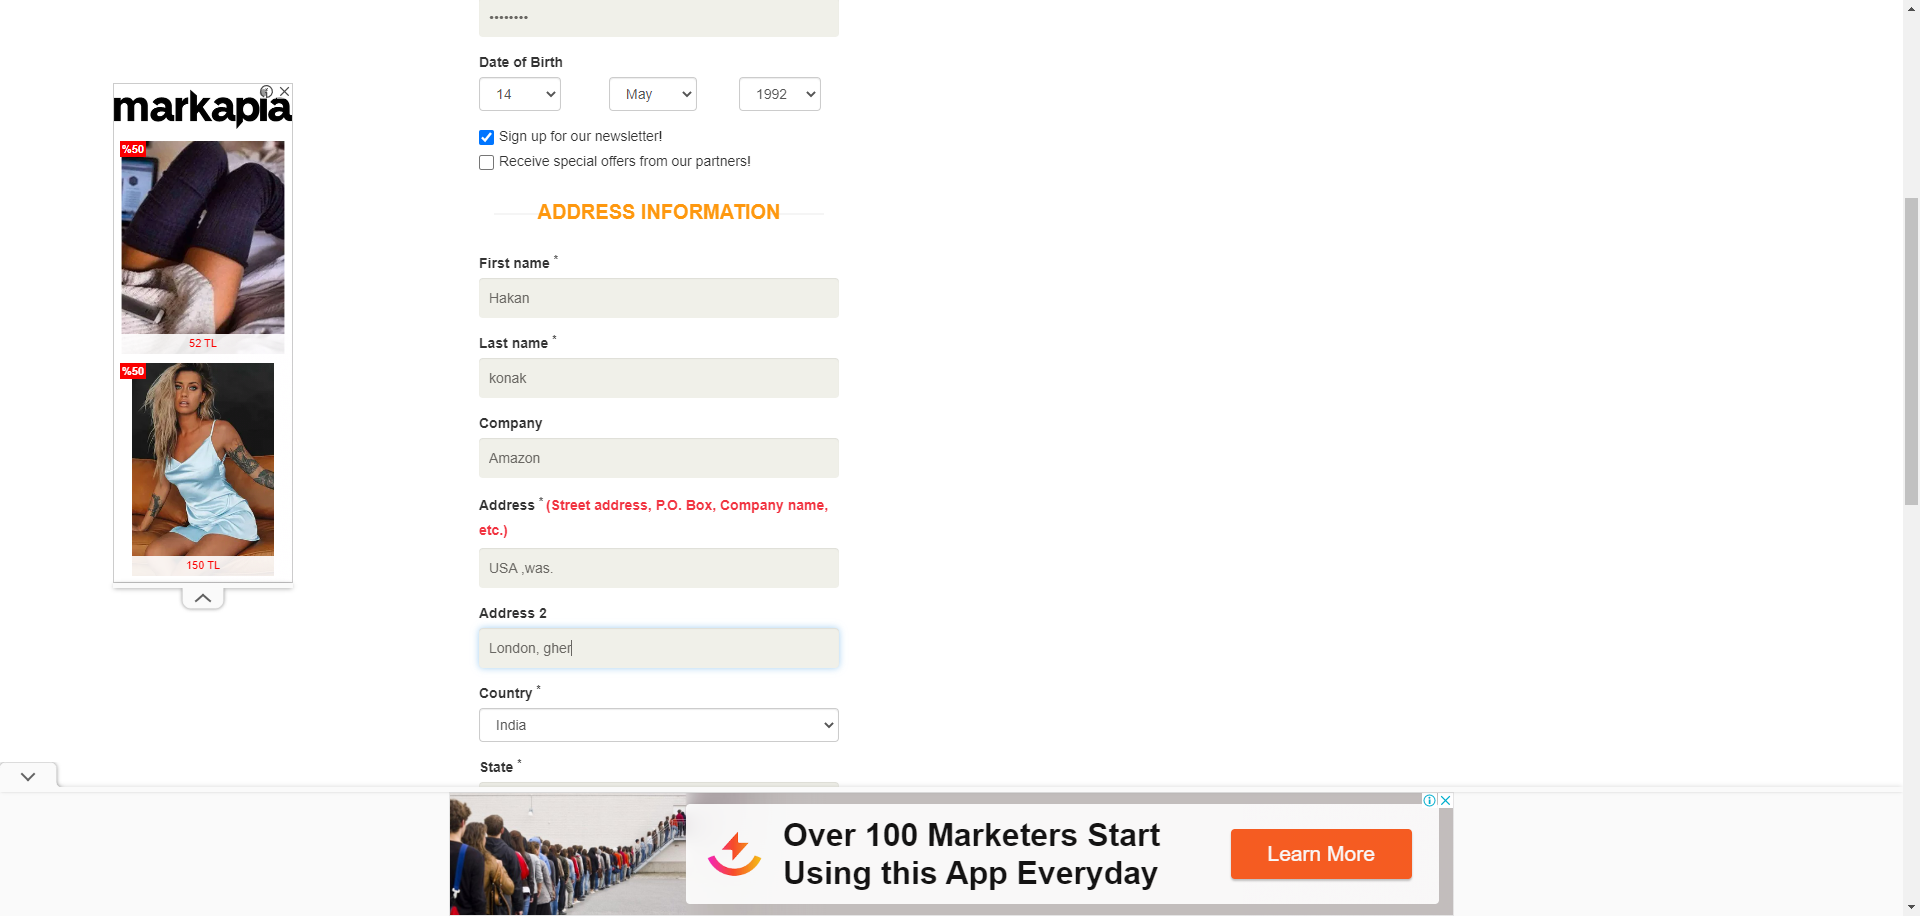 ••••••••
Date of Birth
14 May 1992
Sign up for our newsletter!
Receive special offers from our partners!
ADDRESS INFORMATION
First name *
Hakan
Last name *
konak
Company
Amazon
Address * (Street address, P.O. Box, Company name,
etc.)
USA ,was.
Address 2
London, gher
Country *
India
State *
markapia
%50
52 TL
%50
150 TL
Over 100 Marketers Start
Using this App Everyday
Learn More